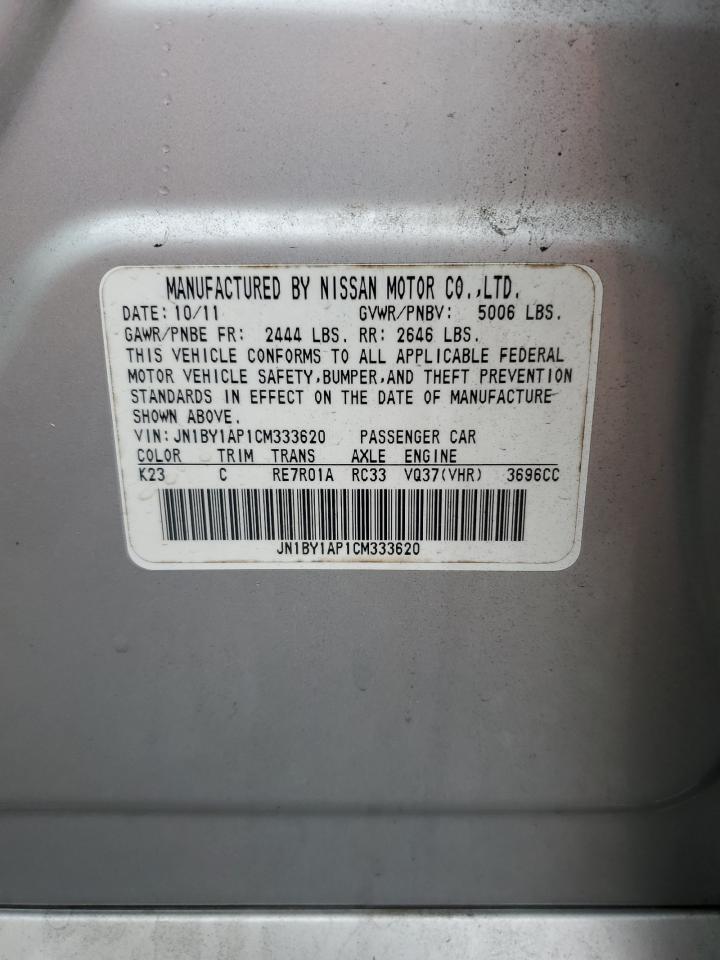 MANUFACTURED BY NISSAN MOTOR CO.,LTD.
DATE: 10/11 GVWR/PNBV: 5006 LBS.
GAWR/PNBE FR: 2444 LBS. RR: 2646 LBS.
THIS VEHICLE CONFORMS TO ALL APPLICABLE FEDERAL
MOTOR VEHICLE SAFETY,BUMPER,AND THEFT PREVENTION
STANDARDS IN EFFECT ON THE DATE OF MANUFACTURE
SHOWN ABOVE.
VIN: JN1BY1AP1CM333620 PASSENGER CAR
COLOR TRIM TRANS AXLE ENGINE
K23 C RE7R01A RC33 VQ37(VHR) 3696CC
JN1BY1AP1CM333620